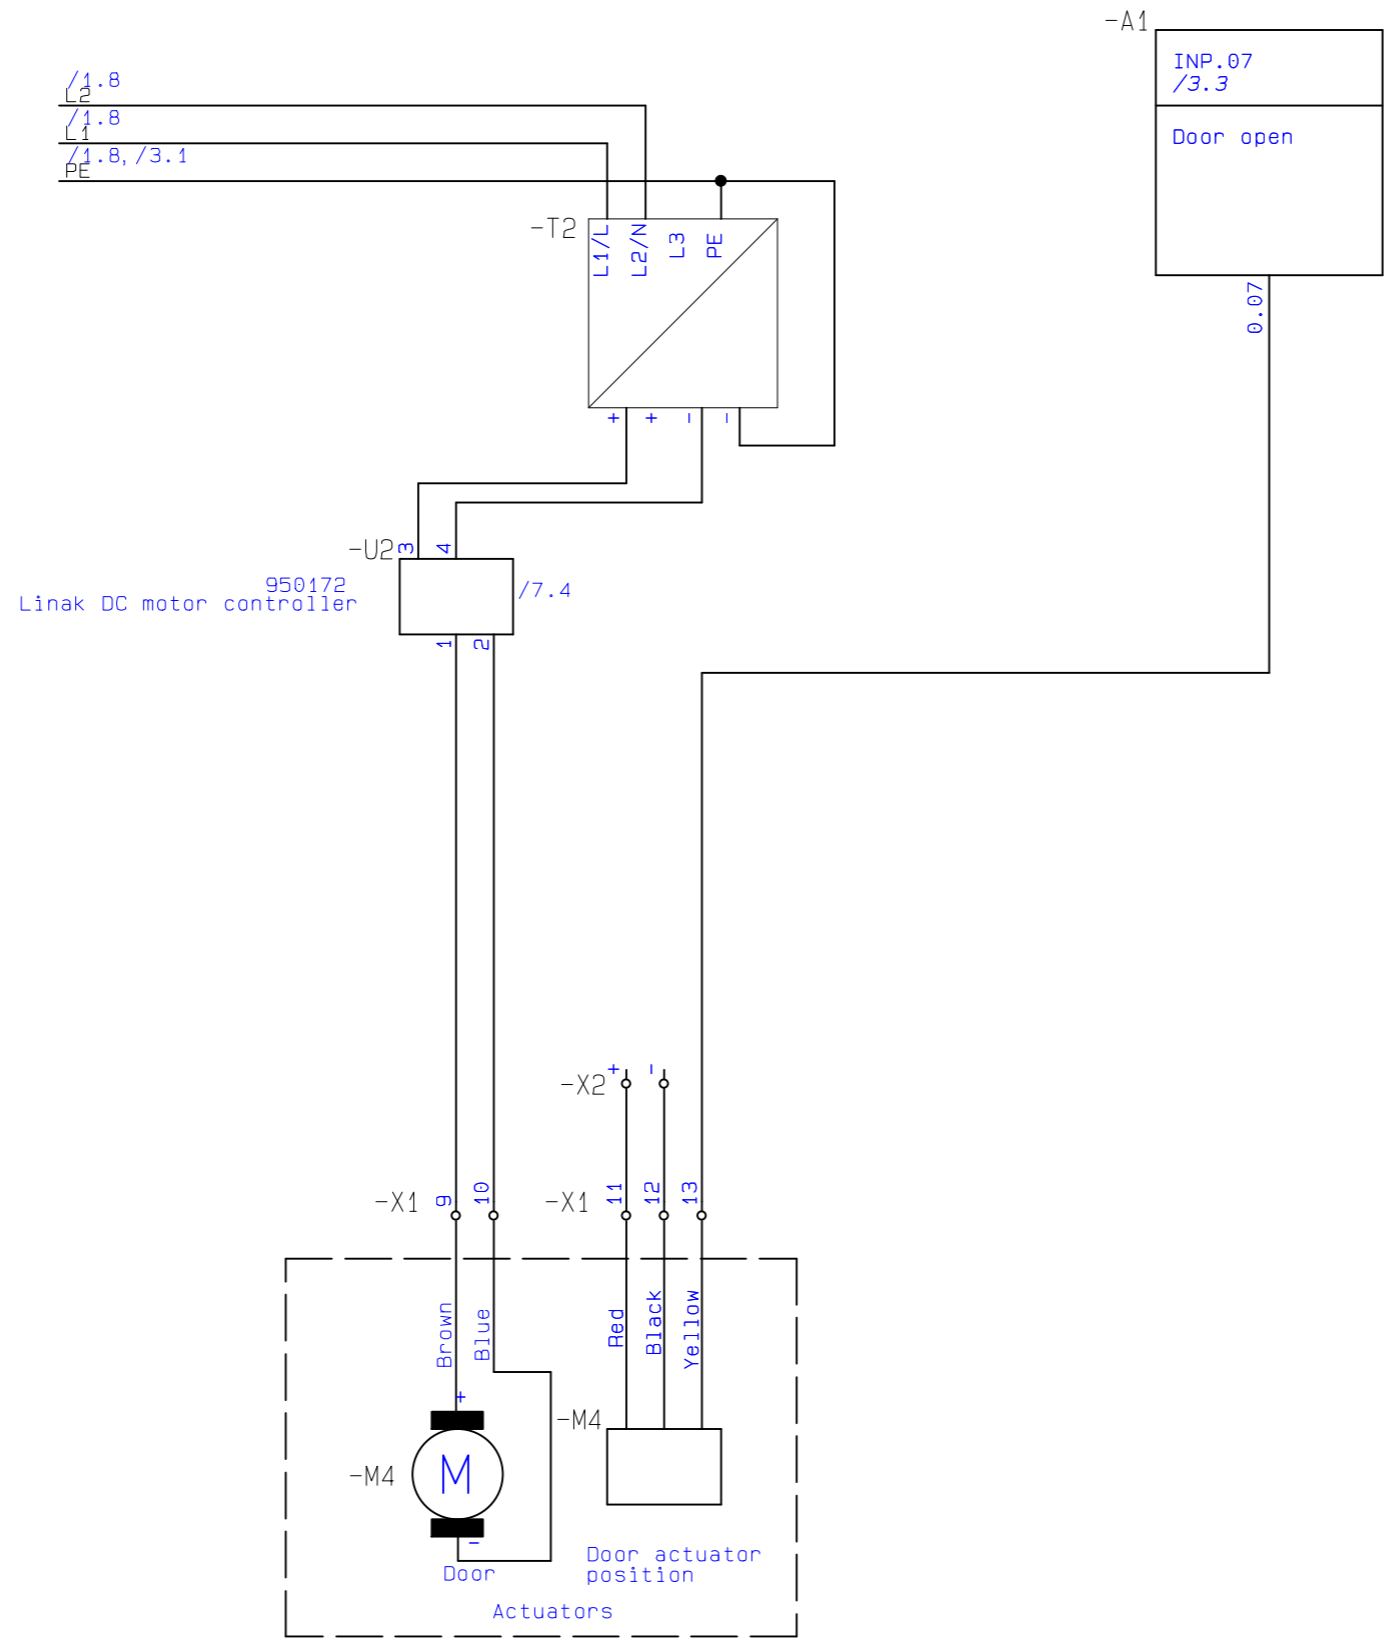 -A1
INP.07
/3.3
Door open
0.07
/1.8
L2
/1.8
L1
/1.8, /3.1
PE
-T2
L1/L
L2/N
L3
PE
+
+
-
-
-U2
3
4
950172
Linak DC motor controller
/7.4
1
2
-X2
+
-
-X1
9
10
-X1
11
12
13
Brown
Blue
Red
Black
Yellow
+
-M4
-M4
M
-
Door
Door actuator
position
Actuators